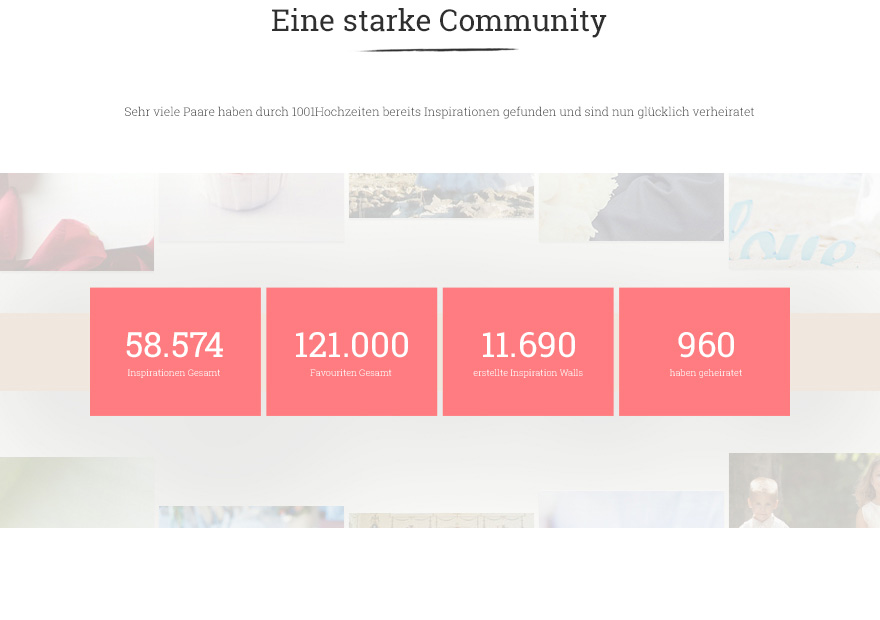 Eine starke Community
Sehr viele Paare haben durch 1001Hochzeiten bereits Inspirationen gefunden und sind nun glücklich verheiratet
love
58.574
Inspirationen Gesamt
121.000
Favouriten Gesamt
11.690
erstellte Inspiration Walls
960
haben geheiratet